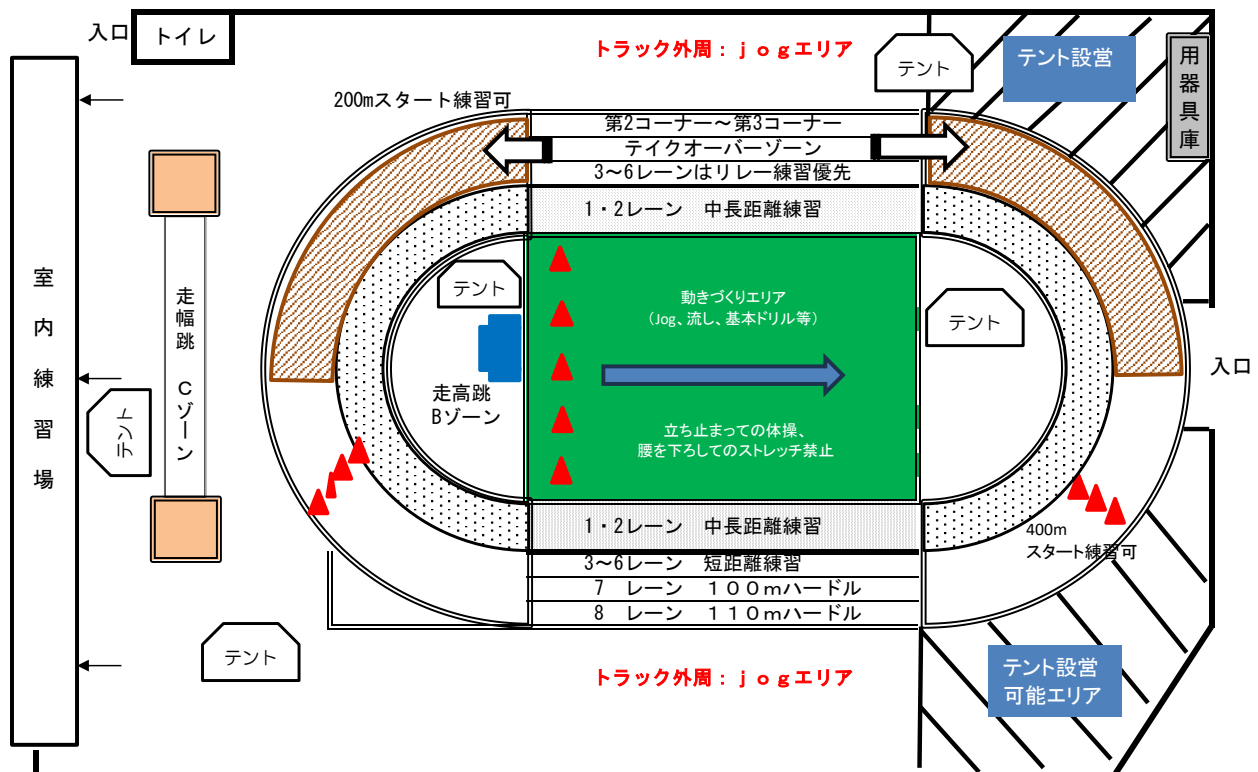 入口
トイレ
トラック外周：ｊｏｇエリア
テント
テント設営
用器具庫
200mスタート練習可
第2コーナー～第3コーナー
テイクオーバーゾーン
3～6レーンはリレー練習優先
1・2レーン　中長距離練習
室内練習場
走幅跳　Cゾーン
テント
テント
動きづくりエリア
（Jog、流し、基本ドリル等）
テント
入口
走高跳
Bゾーン
立ち止まっての体操、
腰を下ろしてのストレッチ禁止
テント
1・2レーン　中長距離練習
400m
スタート練習可
3～6レーン　短距離練習
7　レーン　１００ｍハードル
8　レーン　１１０ｍハードル
テント
トラック外周：ｊｏｇエリア
テント設営
可能エリア